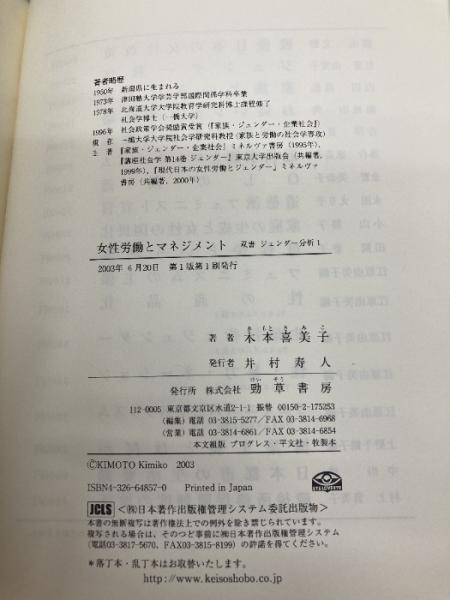 著者略歴
1950年 新潟県に生まれる
1973年 津田塾大学学芸学部国際関係学科卒業
1978年 北海道大学大学院教育学研究科博士課程修了
社会学博士(一橋大学)
1996年 社会政策学会奨励賞受賞(『家族・ジェンダー・企業社会』)
現在 一橋大学大学院社会学研究科教授(家族と労働の社会学専攻)
主著 『家族・ジェンダー・企業社会』ミネルヴァ書房(1995年),
『講座社会学 第14巻 ジェンダー』東京大学出版会(共編著,
1999年),『現代日本の女性労働とジェンダー』ミネルヴァ
書房(共編著, 2000年)
女性労働とマネジメント 双書 ジェンダー分析1
2003年6月20日 第1版第1刷発行
きもときみこ
著者 木本喜美子
発行者 井村寿人
けいそう
発行所 株式会社 勁草書房
112-0005 東京都文京区水道2-1-1 振替 00150-2-175253
(編集) 電話 03-3815-5277/FAX 03-3814-6968
(営業) 電話 03-3814-6861/FAX 03-3814-6854
本文組版 プログレス・平文社・牧製本
©KIMOTO Kimiko 2003
ISBN4-326-64857-0 Printed in Japan
JCLS <㈱日本著作出版権管理システム委託出版物>
本書の無断複写は著作権法上での例外を除き禁じられています。
複写される場合は、そのつど事前に㈱日本著作出版権管理システム
(電話03-3817-5670、FAX03-3815-8199)の許諾を得てください。
*落丁本・乱丁本はお取替いたします。
http://www.keisoshobo.co.jp